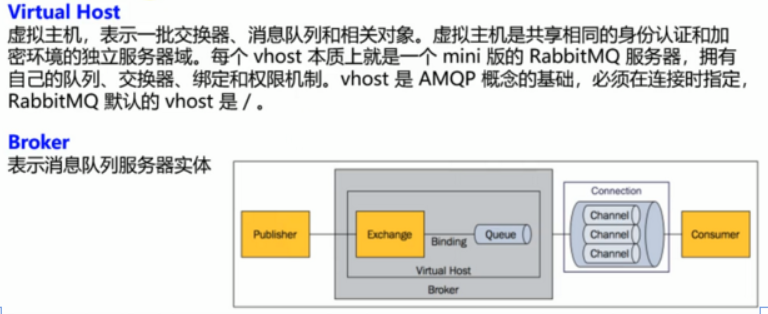 Virtual Host
虚拟主机，表示一批交换器、消息队列和相关对象。虚拟主机是共享相同的身份认证和加
密环境的独立服务器域。每个 vhost 本质上就是一个 mini 版的 RabbitMQ 服务器，拥有
自己的队列、交换器、绑定和权限机制。vhost 是 AMQP 概念的基础，必须在连接时指定，
RabbitMQ 默认的 vhost 是 / 。
Broker
表示消息队列服务器实体
Connection
Channel
Publisher
Exchange
Binding
Queue
Channel
Consumer
Channel
Virtual Host
Broker